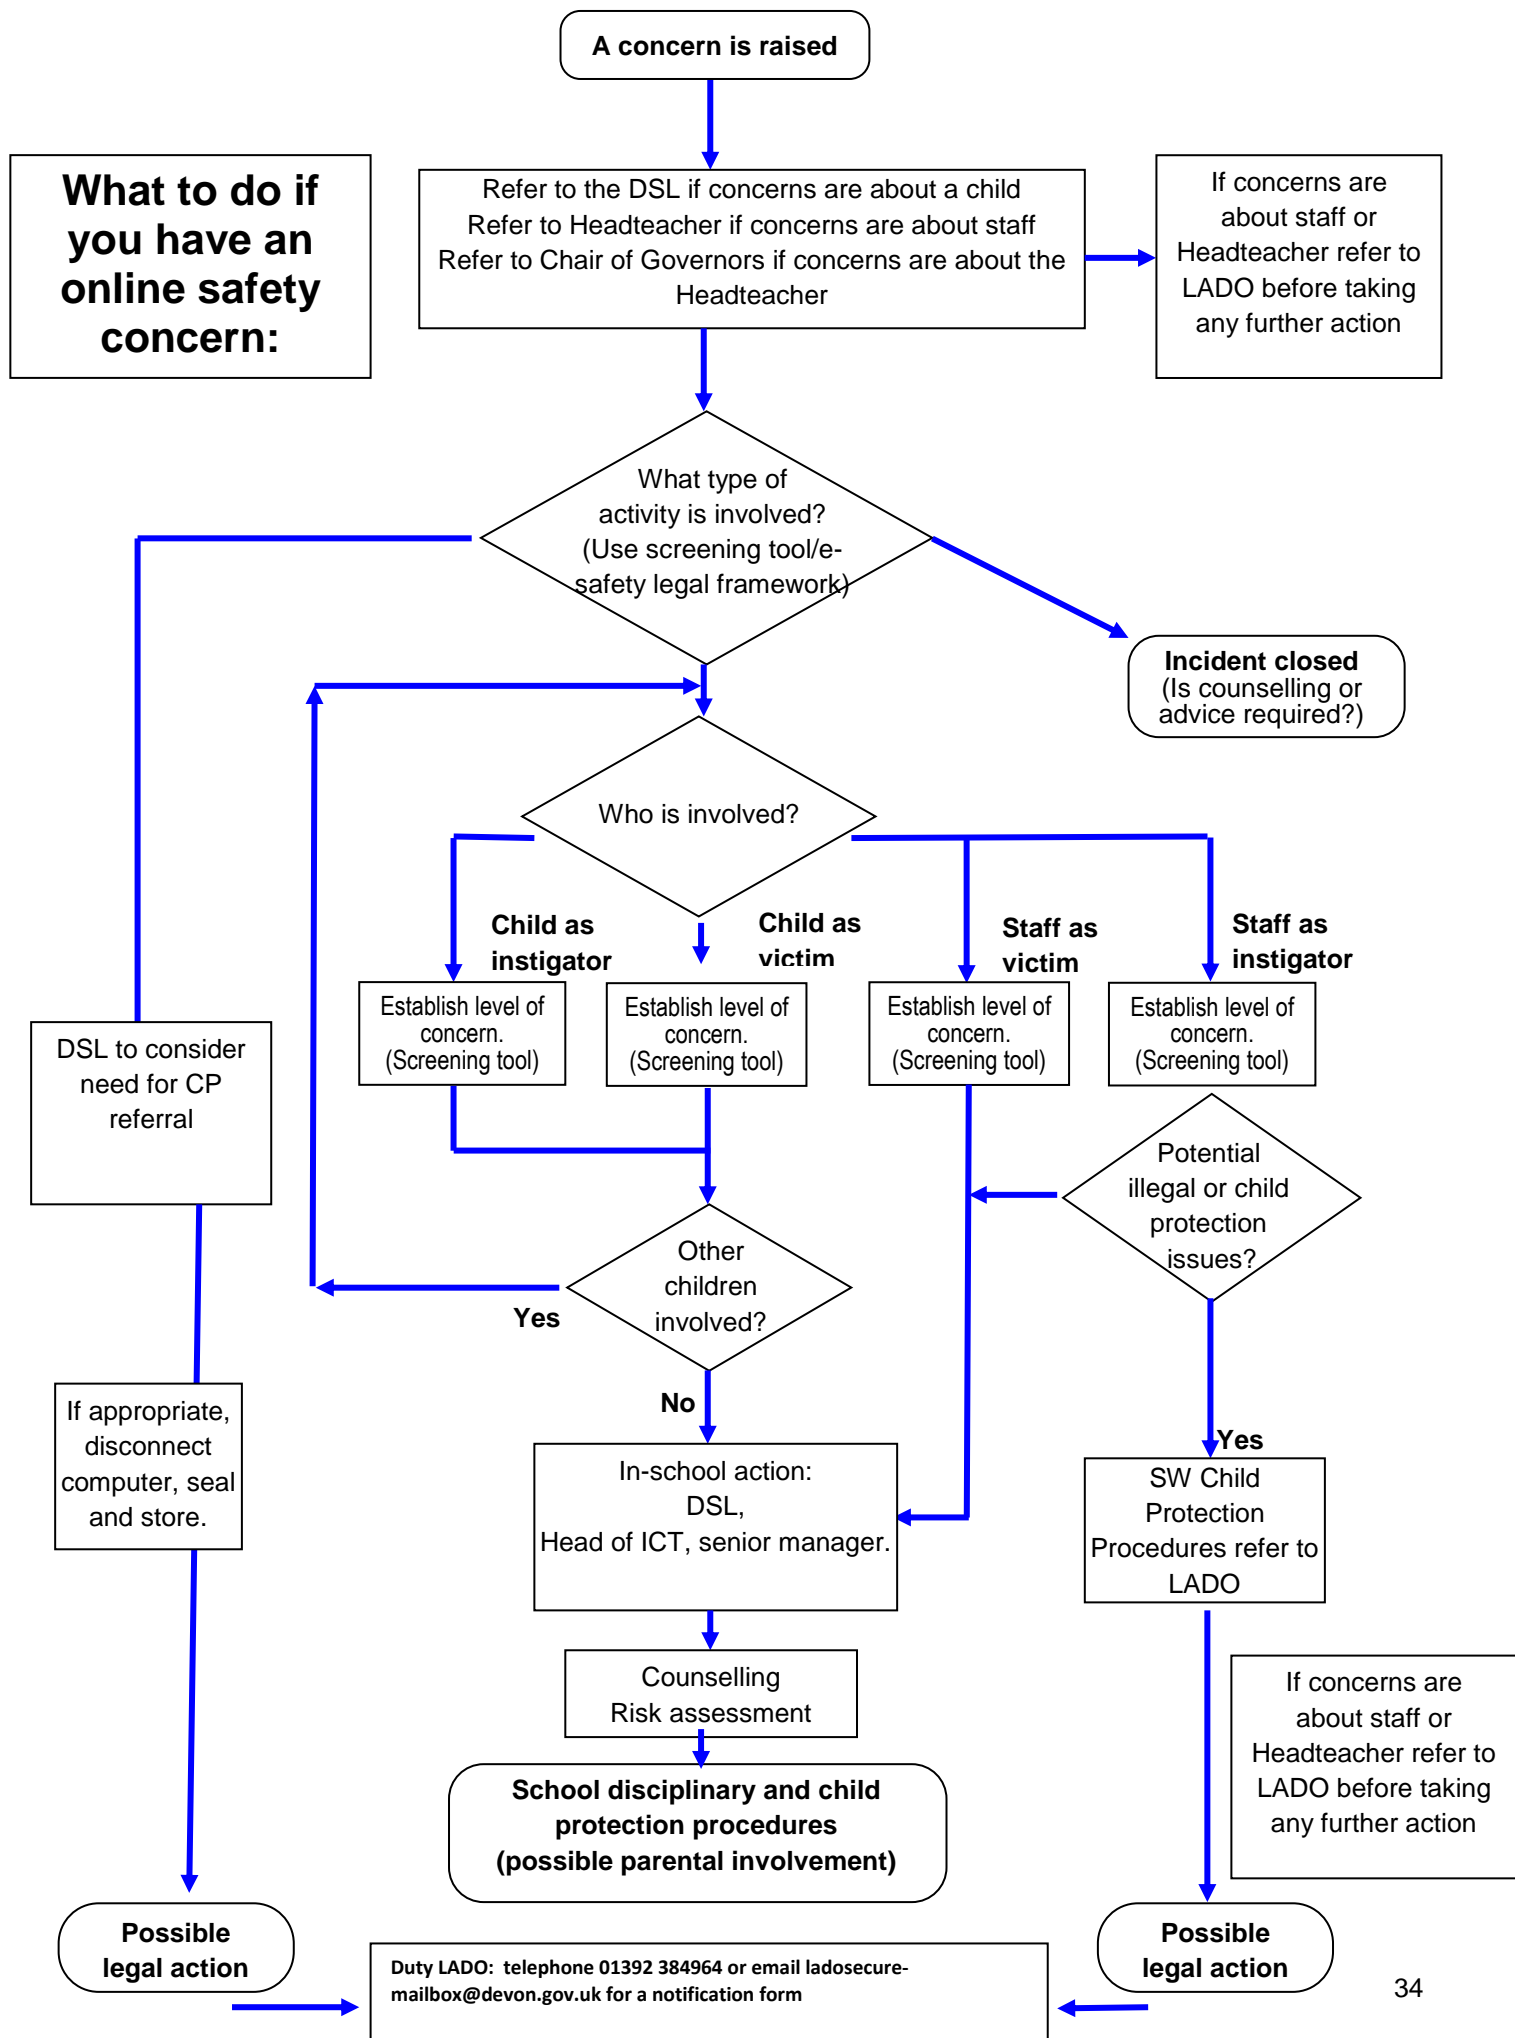 A concern is raised
What to do if
you have an
online safety
concern:
Refer to the DSL if concerns are about a child
Refer to Headteacher if concerns are about staff
Refer to Chair of Governors if concerns are about the
Headteacher
If concerns are
about staff or
Headteacher refer to
LADO before taking
any further action
What type of
activity is involved?
(Use screening tool/e-
safety legal framework)
Incident closed
(Is counselling or
advice required?)
Who is involved?
Child as
instigator
Child as
victim
Staff as
victim
Staff as
instigator
Establish level of
concern.
(Screening tool)
Establish level of
concern.
(Screening tool)
Establish level of
concern.
(Screening tool)
Establish level of
concern.
(Screening tool)
DSL to consider
need for CP
referral
Potential
illegal or child
protection
issues?
Other
children
involved?
Yes
No
If appropriate,
disconnect
computer, seal
and store.
Yes
In-school action:
DSL,
Head of ICT, senior manager.
SW Child
Protection
Procedures refer to
LADO
Counselling
Risk assessment
If concerns are
about staff or
Headteacher refer to
LADO before taking
any further action
School disciplinary and child
protection procedures
(possible parental involvement)
Possible
legal action
Possible
legal action
Duty LADO:  telephone 01392 384964 or email ladosecure-
mailbox@devon.gov.uk for a notification form
34